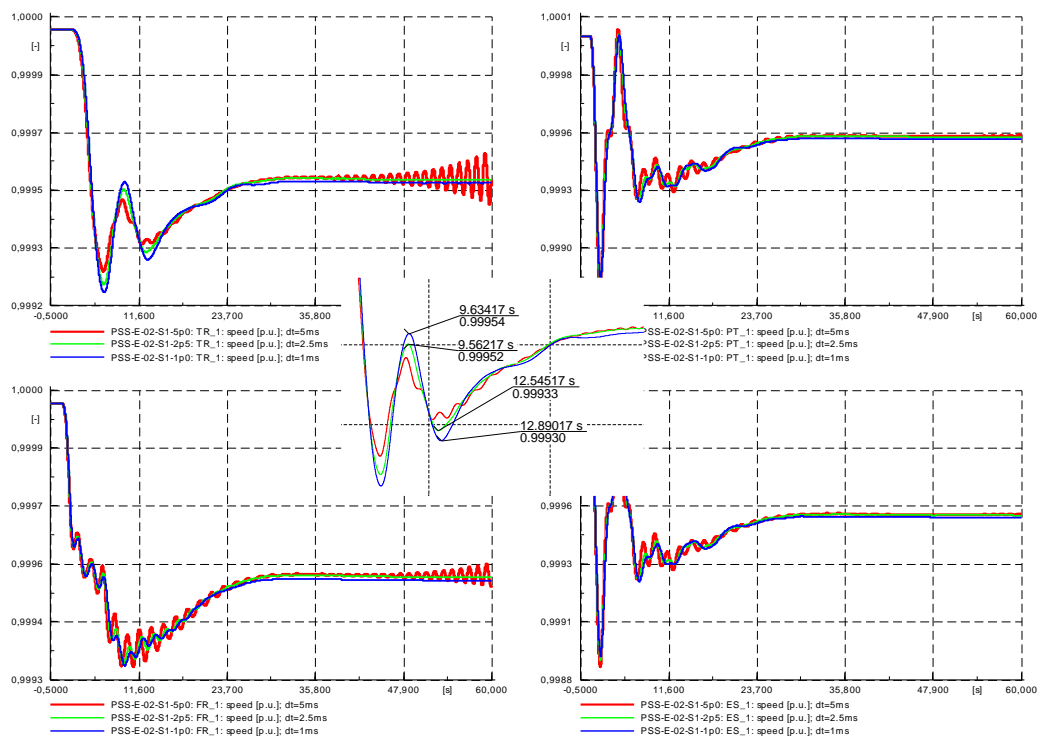 1,0000
[-]
0,9999
0,9997
0,9995
0,9993
0,9992
1,0001
[-]
0,9998
0,9996
0,9993
0,9990
-0,5000 11,600 23,700 35,800
11,600 23,700 35,800 47,900 [s] 60,000
PSS-E-02-S1-5p0: TR_1: speed [p.u.]; dt=5ms
PSS-E-02-S1-2p5: TR_1: speed [p.u.]; dt=2.5ms
PSS-E-02-S1-1p0: TR_1: speed [p.u.]; dt=1ms
9.63417 s
0.99954
9.56217 s
0.99952
12.54517 s
0.99933
12.89017 s
0.99930
PSS-E-02-S1-5p0: PT_1: speed [p.u.]; dt=5ms
PSS-E-02-S1-2p5: PT_1: speed [p.u.]; dt=2.5ms
PSS-E-02-S1-1p0: PT_1: speed [p.u.]; dt=1ms
1,0000
[-]
0,9999
0,9997
0,9996
0,9994
0,9993
-0,5000 11,600 23,700 35,800 47,900 [s] 60,000
PSS-E-02-S1-5p0: FR_1: speed [p.u.]; dt=5ms
PSS-E-02-S1-2p5: FR_1: speed [p.u.]; dt=2.5ms
PSS-E-02-S1-1p0: FR_1: speed [p.u.]; dt=1ms
0,9996
0,9993
0,9991
0,9988
-0,5000 11,600 23,700 35,800 47,900 [s] 60,000
PSS-E-02-S1-5p0: ES_1: speed [p.u.]; dt=5ms
PSS-E-02-S1-2p5: ES_1: speed [p.u.]; dt=2.5ms
PSS-E-02-S1-1p0: ES_1: speed [p.u.]; dt=1ms